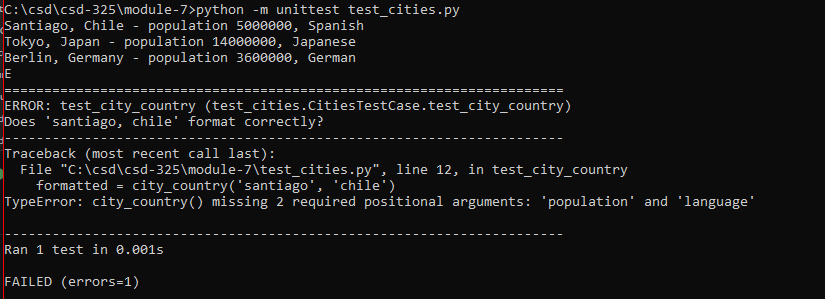 C:\csd\csd-325\module-7>python -m unittest test_cities.py
Santiago, Chile - population 5000000, Spanish
Tokyo, Japan - population 14000000, Japanese
Berlin, Germany - population 3600000, German
E
======================================================================
ERROR: test_city_country (test_cities.CitiesTestCase.test_city_country)
Does 'santiago, chile' format correctly?
----------------------------------------------------------------------
Traceback (most recent call last):
  File "C:\csd\csd-325\module-7\test_cities.py", line 12, in test_city_country
    formatted = city_country('santiago', 'chile')
TypeError: city_country() missing 2 required positional arguments: 'population' and 'language'

----------------------------------------------------------------------
Ran 1 test in 0.001s

FAILED (errors=1)